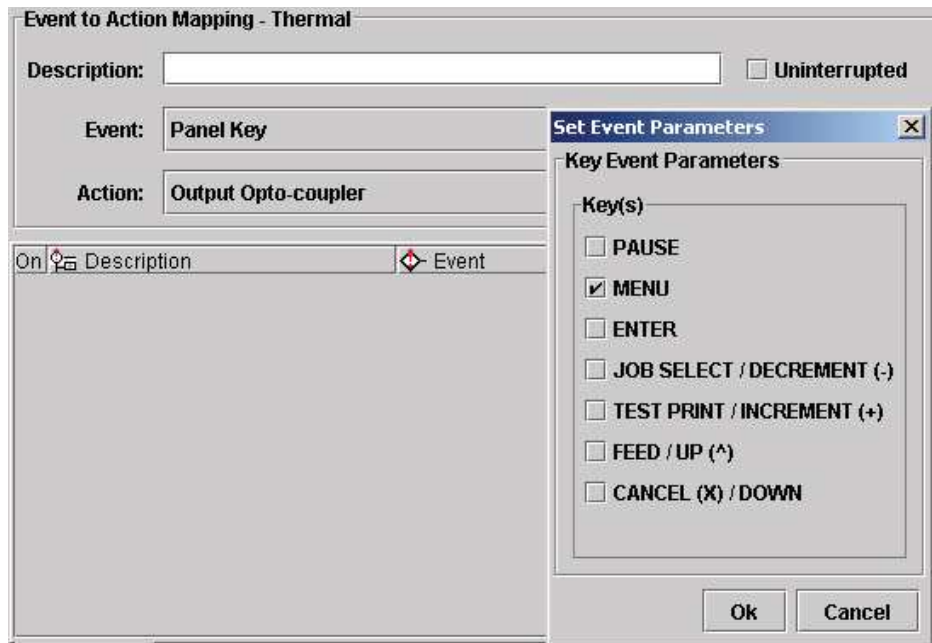 Event to Action Mapping - Thermal
Description:
Uninterrupted
Event:
Panel Key
Action:
Output Opto-coupler
On
Description
Event
Set Event Parameters
Key Event Parameters
Key(s)
PAUSE
MENU
ENTER
JOB SELECT / DECREMENT (-)
TEST PRINT / INCREMENT (+)
FEED / UP (^)
CANCEL (X) / DOWN
Ok
Cancel